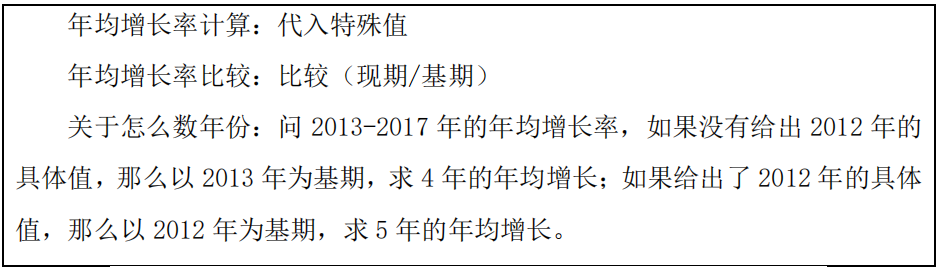 年均增长率计算：代入特殊值
年均增长率比较：比较（现期/基期）
关于怎么数年份：问 2013-2017 年的年均增长率，如果没有给出 2012 年的
具体值，那么以 2013 年为基期，求 4 年的年均增长；如果给出了 2012 年的具体
值，那么以 2012 年为基期，求 5 年的年均增长。